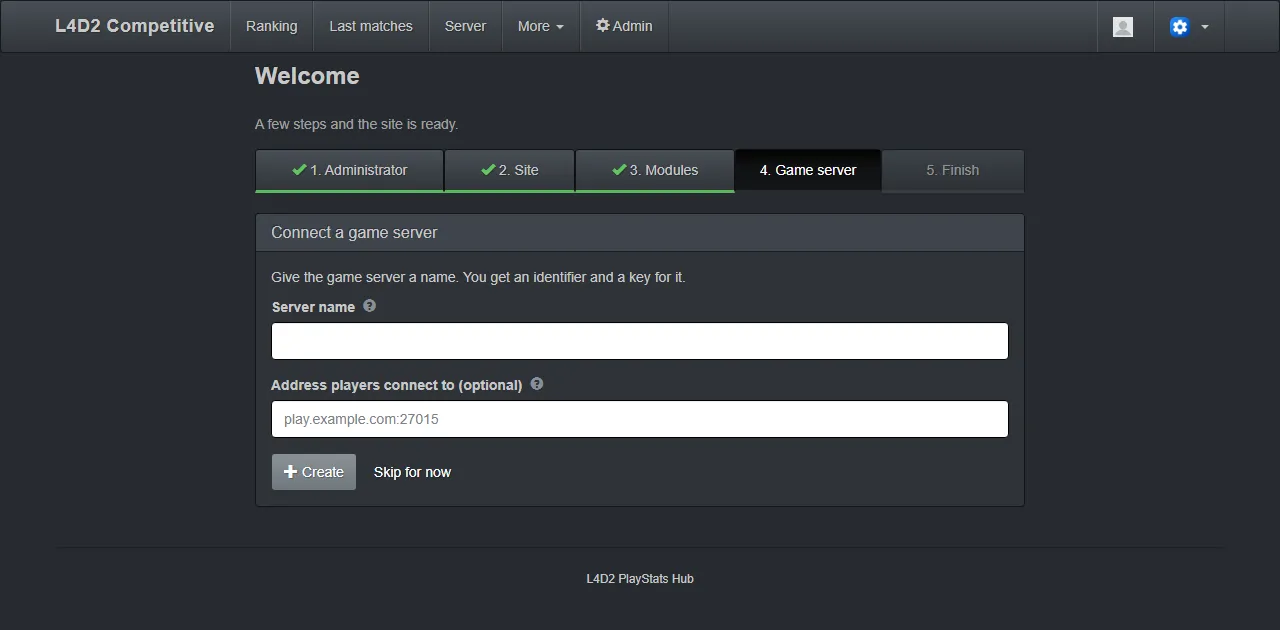 L4D2 Competitive Ranking Last matches Server More Admin
Welcome
A few steps and the site is ready.
1. Administrator 2. Site 3. Modules 4. Game server 5. Finish
Connect a game server
Give the game server a name. You get an identifier and a key for it.
Server name
Address players connect to (optional)
play.example.com:27015
Create Skip for now
L4D2 PlayStats Hub